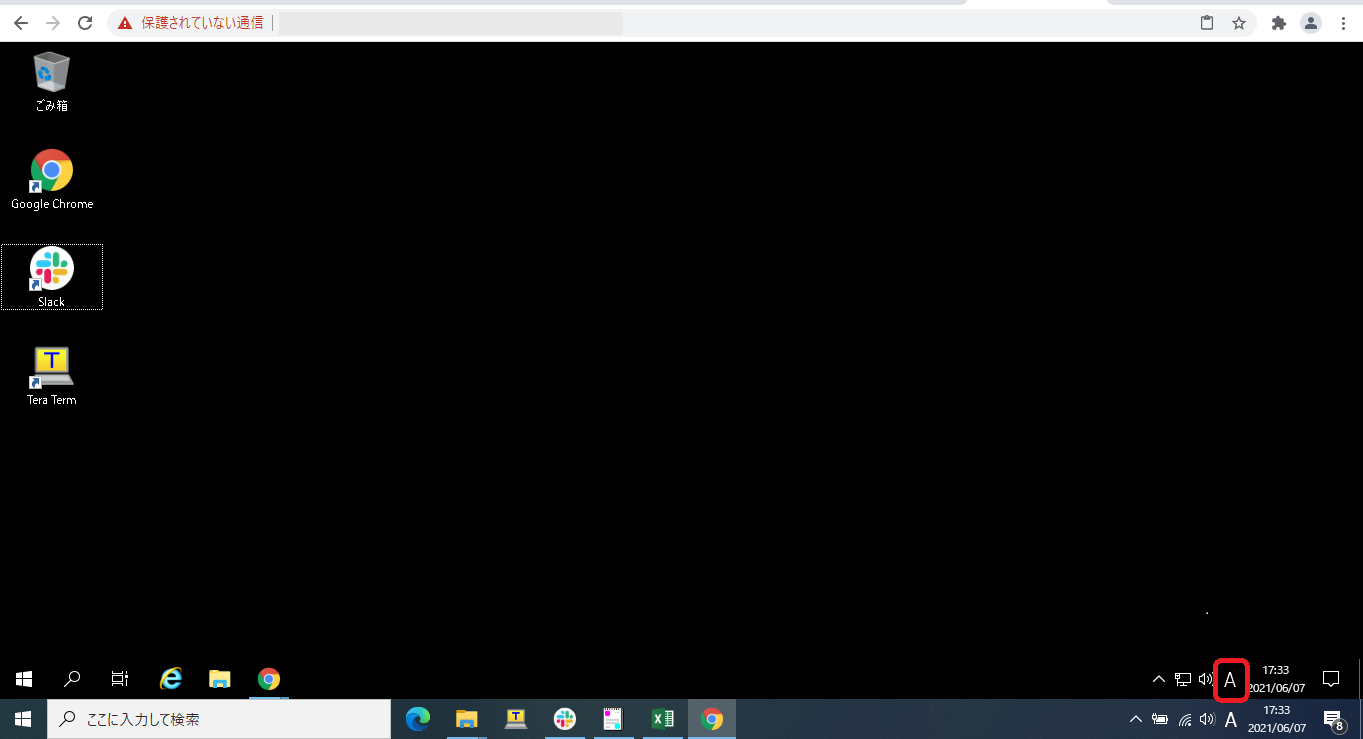 保護されていない通信
ごみ箱
Google Chrome
Slack
T
Tera Term
A
17:33
2021/06/07
ここに入力して検索
T
A
17:33
2021/06/07
8